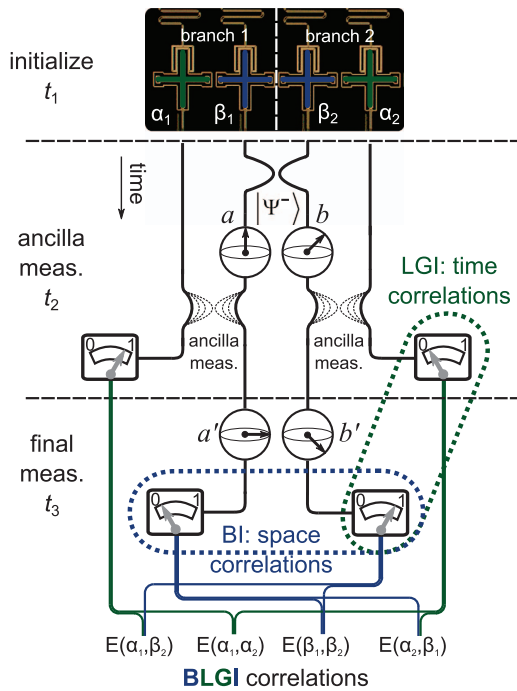 initialize
t₁
branch 1
branch 2
α₁
β₁
β₂
α₂
time
a
|Ψ⁻⟩
b
ancilla
meas.
t₂
LGI: time
correlations
ancilla
meas.
ancilla
meas.
0 1
0 1
final
meas.
t₃
a′
b′
0 1
0 1
BI: space
correlations
E(α₁,β₂)
E(α₁,α₂)
E(β₁,β₂)
E(α₂,β₁)
BLGI correlations